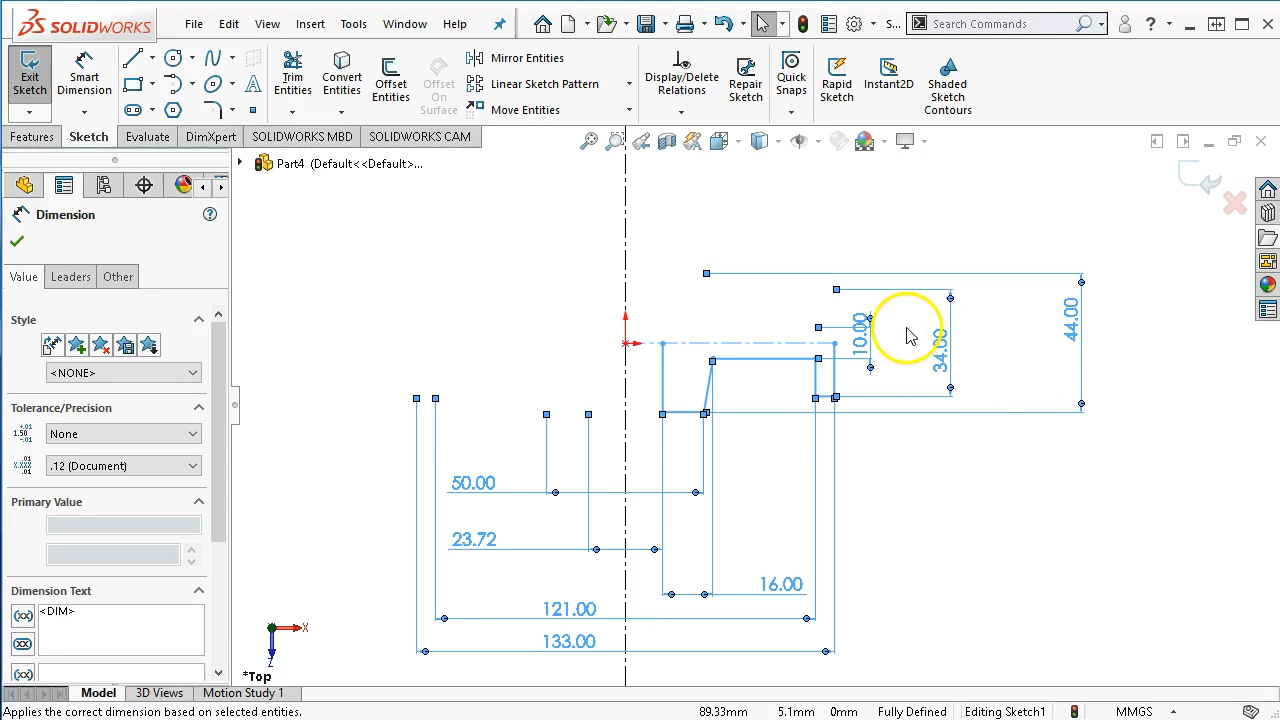 SOLIDWORKS
File Edit View Insert Tools Window Help
S...
Search Commands
Exit Sketch
Smart Dimension
Trim Entities
Convert Entities
Offset Entities
Offset On Surface
Mirror Entities
Linear Sketch Pattern
Move Entities
Display/Delete Relations
Repair Sketch
Quick Snaps
Rapid Sketch
Instant2D
Shaded Sketch Contours
Features Sketch Evaluate DimXpert SOLIDWORKS MBD SOLIDWORKS CAM
Part4 (Default<<Default>...
Dimension
Value Leaders Other
Style
<NONE>
Tolerance/Precision
None
.12 (Document)
Primary Value
Dimension Text
<DIM>
10.00
34.00
44.00
50.00
23.72
16.00
121.00
133.00
X
Z
*Top
Model 3D Views Motion Study 1
Applies the correct dimension based on selected entities. 89.33mm 5.1mm 0mm Fully Defined Editing Sketch1 MMGS